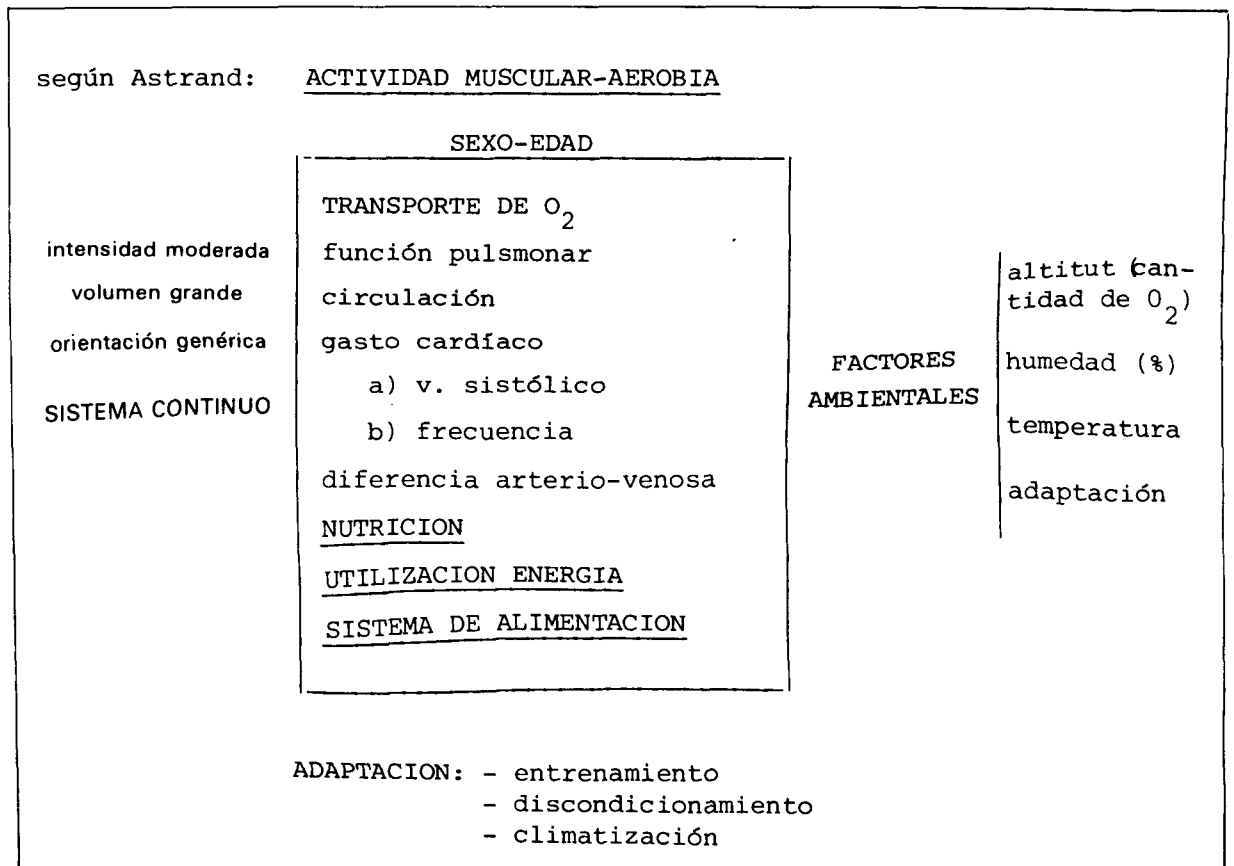 según Astrand: ACTIVIDAD MUSCULAR-AEROBIA
SEXO-EDAD
intensidad moderada
volumen grande
orientación genérica
SISTEMA CONTINUO
TRANSPORTE DE O2
función pulsmonar
circulación
gasto cardíaco
a) v. sistólico
b) frecuencia
diferencia arterio-venosa
NUTRICION
UTILIZACION ENERGIA
SISTEMA DE ALIMENTACION
FACTORES
AMBIENTALES
altitut (can-
tidad de O2)
humedad (%)
temperatura
adaptación
ADAPTACION: - entrenamiento
- discondicionamiento
- climatización